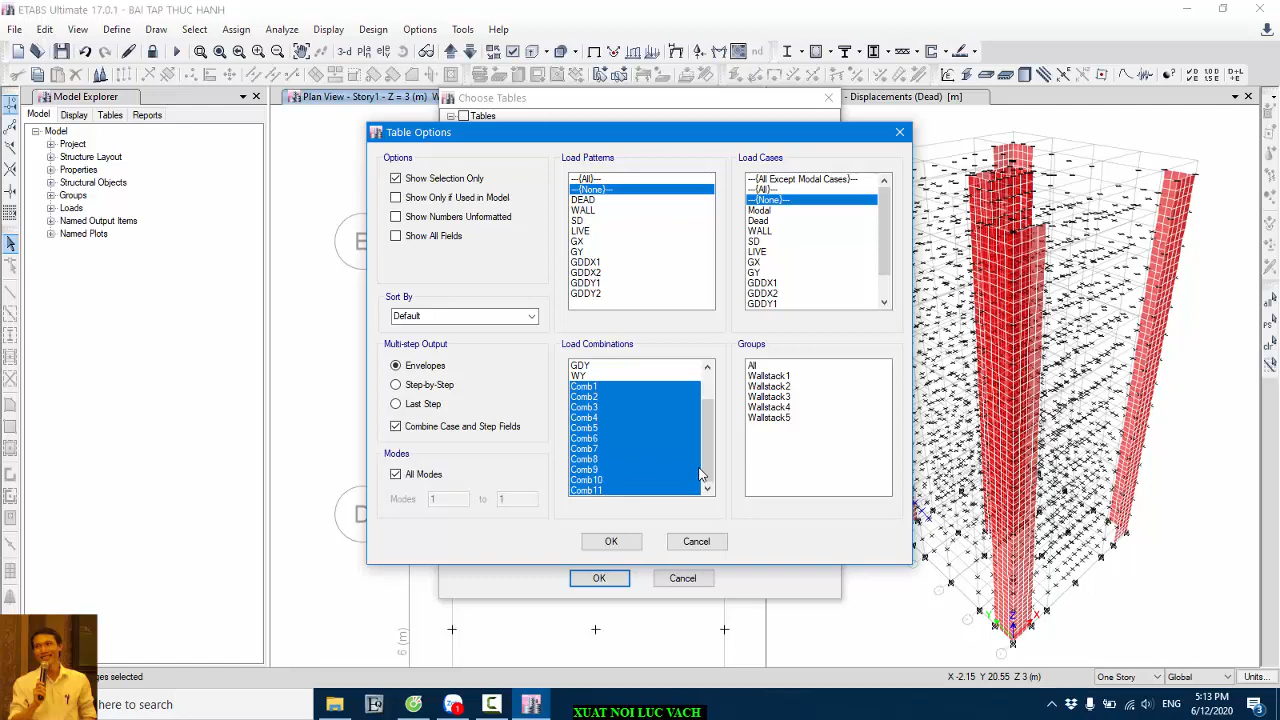 ETABS Ultimate 17.0.1 - BAI TAP THUC HANH
File Edit View Define Draw Select Assign Analyze Display Design Options Tools Help
3-d
nd
Model Explorer
Plan View - Story1 - Z = 3 (m)
Choose Tables
- Displacements (Dead) [m]
Model Display Tables Reports
Tables
Model
Project
Structure Layout
Properties
Structural Objects
Groups
Loads
Named Output Items
Named Plots
Table Options
Options
Show Selection Only
Show Only if Used in Model
Show Numbers Unformatted
Show All Fields
Sort By
Default
Multi-step Output
Envelopes
Step-by-Step
Last Step
Combine Case and Step Fields
Modes
All Modes
Modes 1 to 1
Load Patterns
---{All}---
---{None}---
DEAD
WALL
SD
LIVE
GX
GY
GDDX1
GDDX2
GDDY1
GDDY2
Load Cases
---{All Except Modal Cases}---
---{All}---
---{None}---
Modal
Dead
WALL
SD
LIVE
GX
GY
GDDX1
GDDX2
GDDY1
Load Combinations
GDY
WY
Comb1
Comb2
Comb3
Comb4
Comb5
Comb6
Comb7
Comb8
Comb9
Comb10
Comb11
Groups
All
Wallstack1
Wallstack2
Wallstack3
Wallstack4
Wallstack5
OK Cancel
OK Cancel
6 (m)
Y Z X
selected
X -2.15 Y 20.55 Z 3 (m)
One Story
Global
Units...
here to search
ENG
5:13 PM
6/12/2020
XUAT NOI LUC VACH